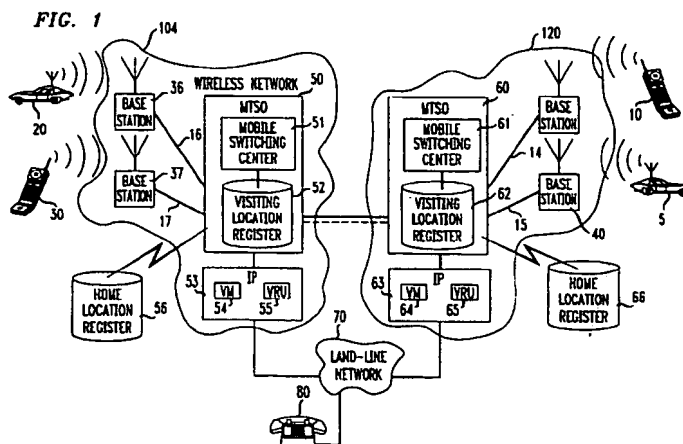 FIG. 1
104
120
WIRELESS NETWORK
50
60
36
MTSO
MTSO
35
BASE
STATION
51
MOBILE
SWITCHING
CENTER
61
MOBILE
SWITCHING
CENTER
BASE
STATION
10
20
16
14
37
BASE
STATION
52
VISITING
LOCATION
REGISTER
62
VISITING
LOCATION
REGISTER
BASE
STATION
30
17
15
40
5
IP
IP
HOME
LOCATION
REGISTER
56
53
VM
VRU
54
55
63
VM
VRU
64
65
HOME
LOCATION
REGISTER
66
70
LAND-LINE
NETWORK
80